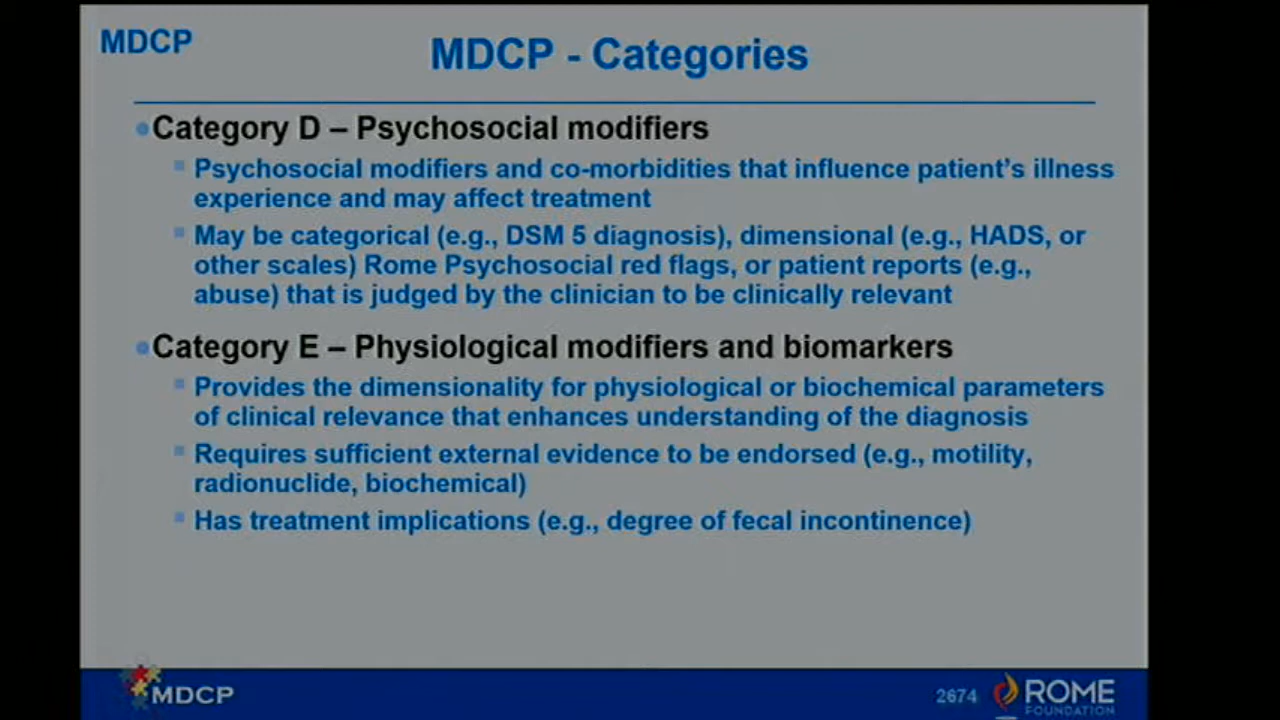 MDCP
MDCP - Categories
Category D – Psychosocial modifiers
Psychosocial modifiers and co-morbidities that influence patient's illness
experience and may affect treatment
May be categorical (e.g., DSM 5 diagnosis), dimensional (e.g., HADS, or
other scales) Rome Psychosocial red flags, or patient reports (e.g.,
abuse) that is judged by the clinician to be clinically relevant
Category E – Physiological modifiers and biomarkers
Provides the dimensionality for physiological or biochemical parameters
of clinical relevance that enhances understanding of the diagnosis
Requires sufficient external evidence to be endorsed (e.g., motility,
radionuclide, biochemical)
Has treatment implications (e.g., degree of fecal incontinence)
MDCP
2674
ROME
FOUNDATION